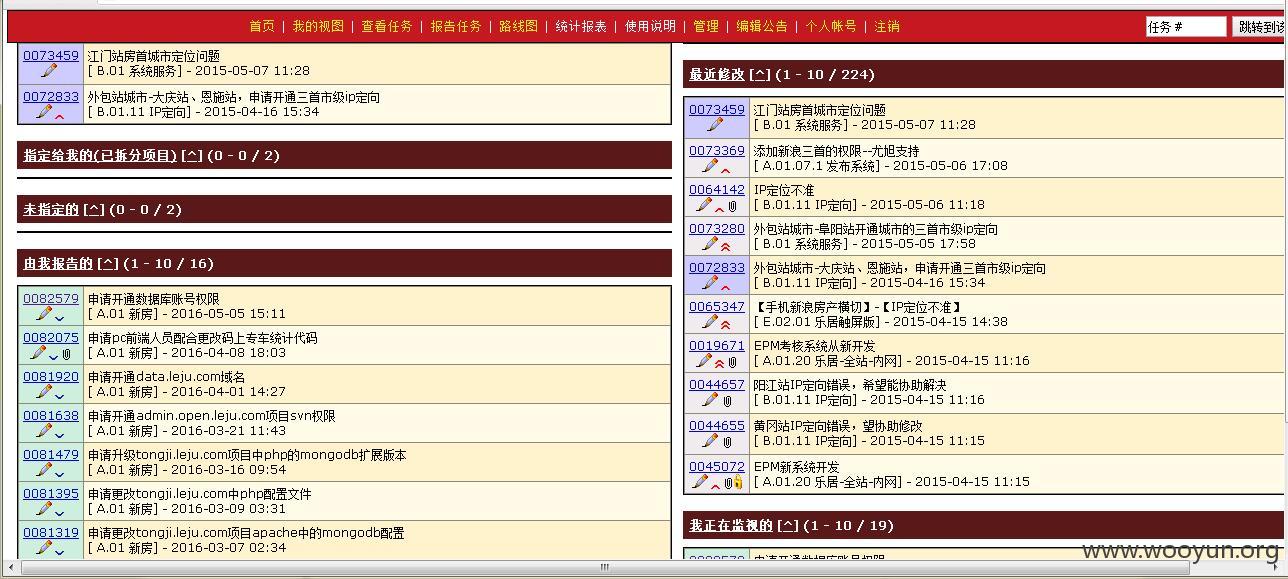 首页 | 我的视图 | 查看任务 | 报告任务 | 路线图 | 统计报表 | 使用说明 | 管理 | 编辑公告 | 个人帐号 | 注销
任务 # 跳转到该
0073459 江门站房首城市定位问题
[ B.01 系统服务] - 2015-05-07 11:28
0072833 外包站城市-大庆站、恩施站，申请开通三首市级ip定向
[ B.01.11 IP定向] - 2015-04-16 15:34
指定给我的(已拆分项目) [^] (0 - 0 / 2)
未指定的 [^] (0 - 0 / 2)
由我报告的 [^] (1 - 10 / 16)
0082579 申请开通数据库账号权限
[ A.01 新房] - 2016-05-05 15:11
0082075 申请pc前端人员配合更改码上专车统计代码
[ A.01 新房] - 2016-04-08 18:03
0081920 申请开通data.leju.com域名
[ A.01 新房] - 2016-04-01 14:27
0081638 申请开通admin.open.leju.com项目svn权限
[ A.01 新房] - 2016-03-21 11:43
0081479 申请升级tongji.leju.com项目中php的mongodb扩展版本
[ A.01 新房] - 2016-03-16 09:54
0081395 申请更改tongji.leju.com中php配置文件
[ A.01 新房] - 2016-03-09 03:31
0081319 申请更改tongji.leju.com项目apache中的mongodb配置
[ A.01 新房] - 2016-03-07 02:34
最近修改 [^] (1 - 10 / 224)
0073459 江门站房首城市定位问题
[ B.01 系统服务] - 2015-05-07 11:28
0073369 添加新浪三首的权限--尤旭支持
[ A.01.07.1 发布系统] - 2015-05-06 17:08
0064142 IP定位不准
[ B.01.11 IP定向] - 2015-05-06 11:18
0073280 外包站城市-阜阳站开通城市的三首市级ip定向
[ B.01 系统服务] - 2015-05-05 17:58
0072833 外包站城市-大庆站、恩施站，申请开通三首市级ip定向
[ B.01.11 IP定向] - 2015-04-16 15:34
0065347 【手机新浪房产横切】-【IP定位不准】
[ E.02.01 乐居触屏版] - 2015-04-15 14:38
0019671 EPM考核系统从新开发
[ A.01.20 乐居-全站-内网] - 2015-04-15 11:16
0044657 阳江站IP定向错误，希望能协助解决
[ B.01.11 IP定向] - 2015-04-15 11:16
0044655 黄冈站IP定向错误，望协助修改
[ B.01.11 IP定向] - 2015-04-15 11:15
0045072 EPM新系统开发
[ A.01.20 乐居-全站-内网] - 2015-04-15 11:15
我正在监视的 [^] (1 - 10 / 19)
0082579 申请开通数据库账号权限
www.wooyun.org